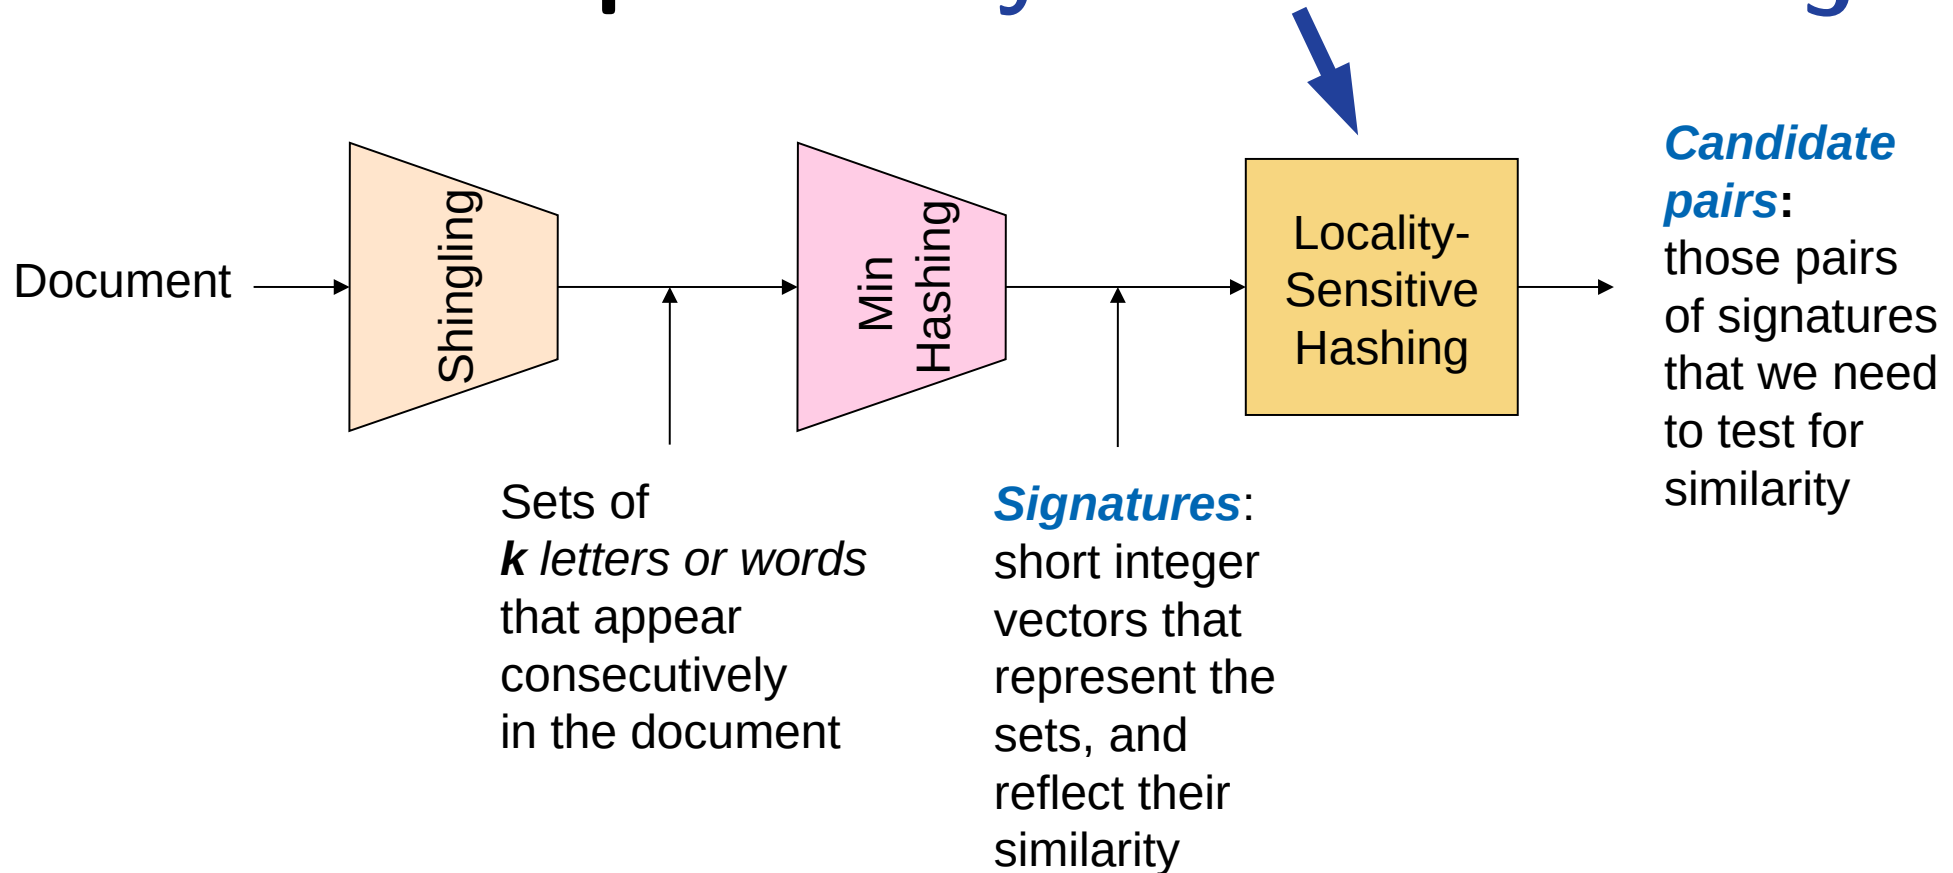 Document
Shingling
Min
Hashing
Locality-
Sensitive
Hashing
Candidate
pairs:
those pairs
of signatures
that we need
to test for
similarity
Sets of
k letters or words
that appear
consecutively
in the document
Signatures:
short integer
vectors that
represent the
sets, and
reflect their
similarity